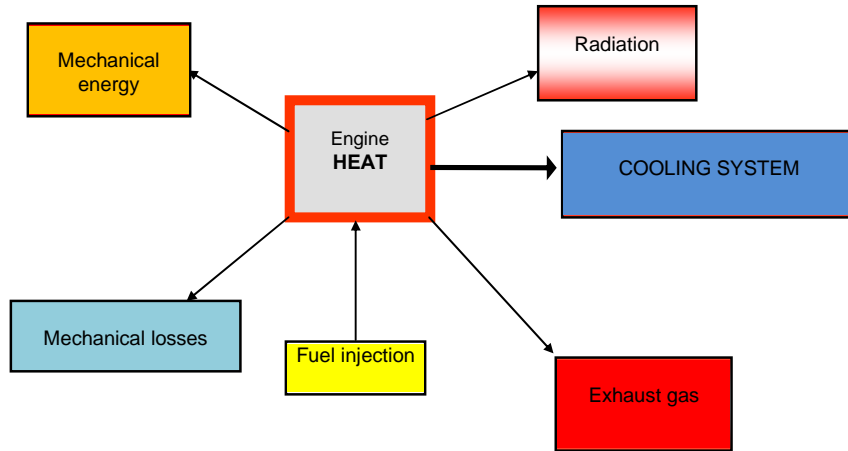 Mechanical
energy
Radiation
Engine
HEAT
COOLING SYSTEM
Mechanical losses
Fuel injection
Exhaust gas